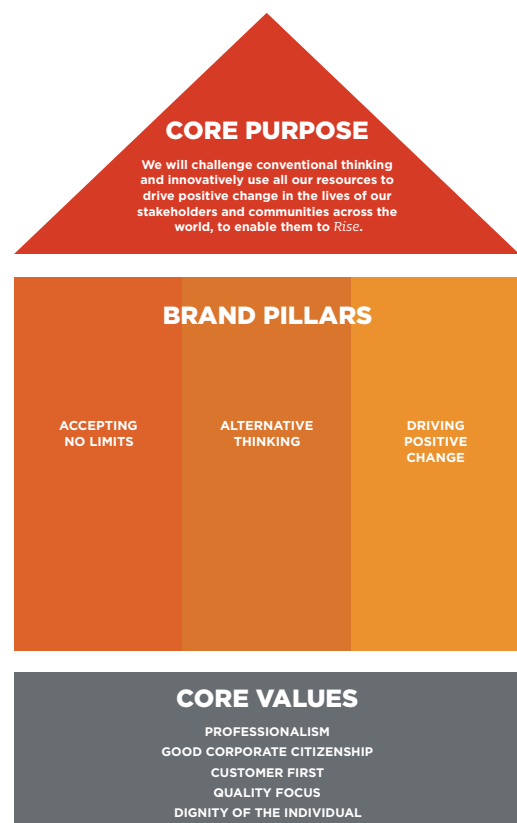 CORE PURPOSE
We will challenge conventional thinking
and innovatively use all our resources to
drive positive change in the lives of our
stakeholders and communities across the
world, to enable them to Rise.
BRAND PILLARS
ACCEPTING
NO LIMITS
ALTERNATIVE
THINKING
DRIVING
POSITIVE
CHANGE
CORE VALUES
PROFESSIONALISM
GOOD CORPORATE CITIZENSHIP
CUSTOMER FIRST
QUALITY FOCUS
DIGNITY OF THE INDIVIDUAL